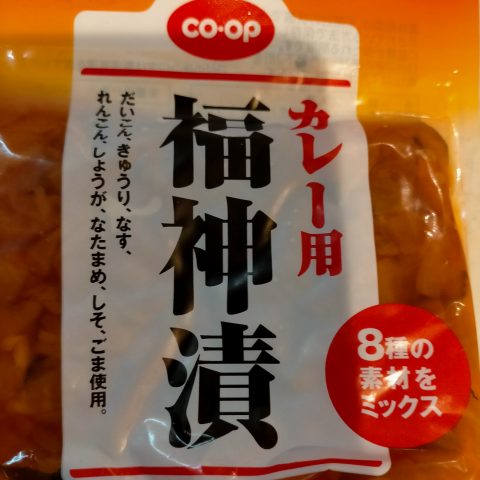 co·op
カレー用
福神漬
だいこん、きゅうり、なす、
れんこん、しょうが、なたまめ、しそ、ごま使用。
8種の
素材を
ミックス